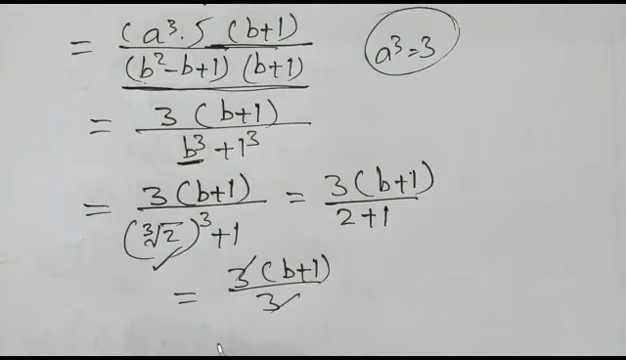 = (a³.5 (b+1) / (b²-b+1) (b+1)
a³=3
= 3 (b+1) / b³+1³
= 3(b+1) / (∛2)³+1 = 3(b+1) / 2+1
= 3(b+1) / 3